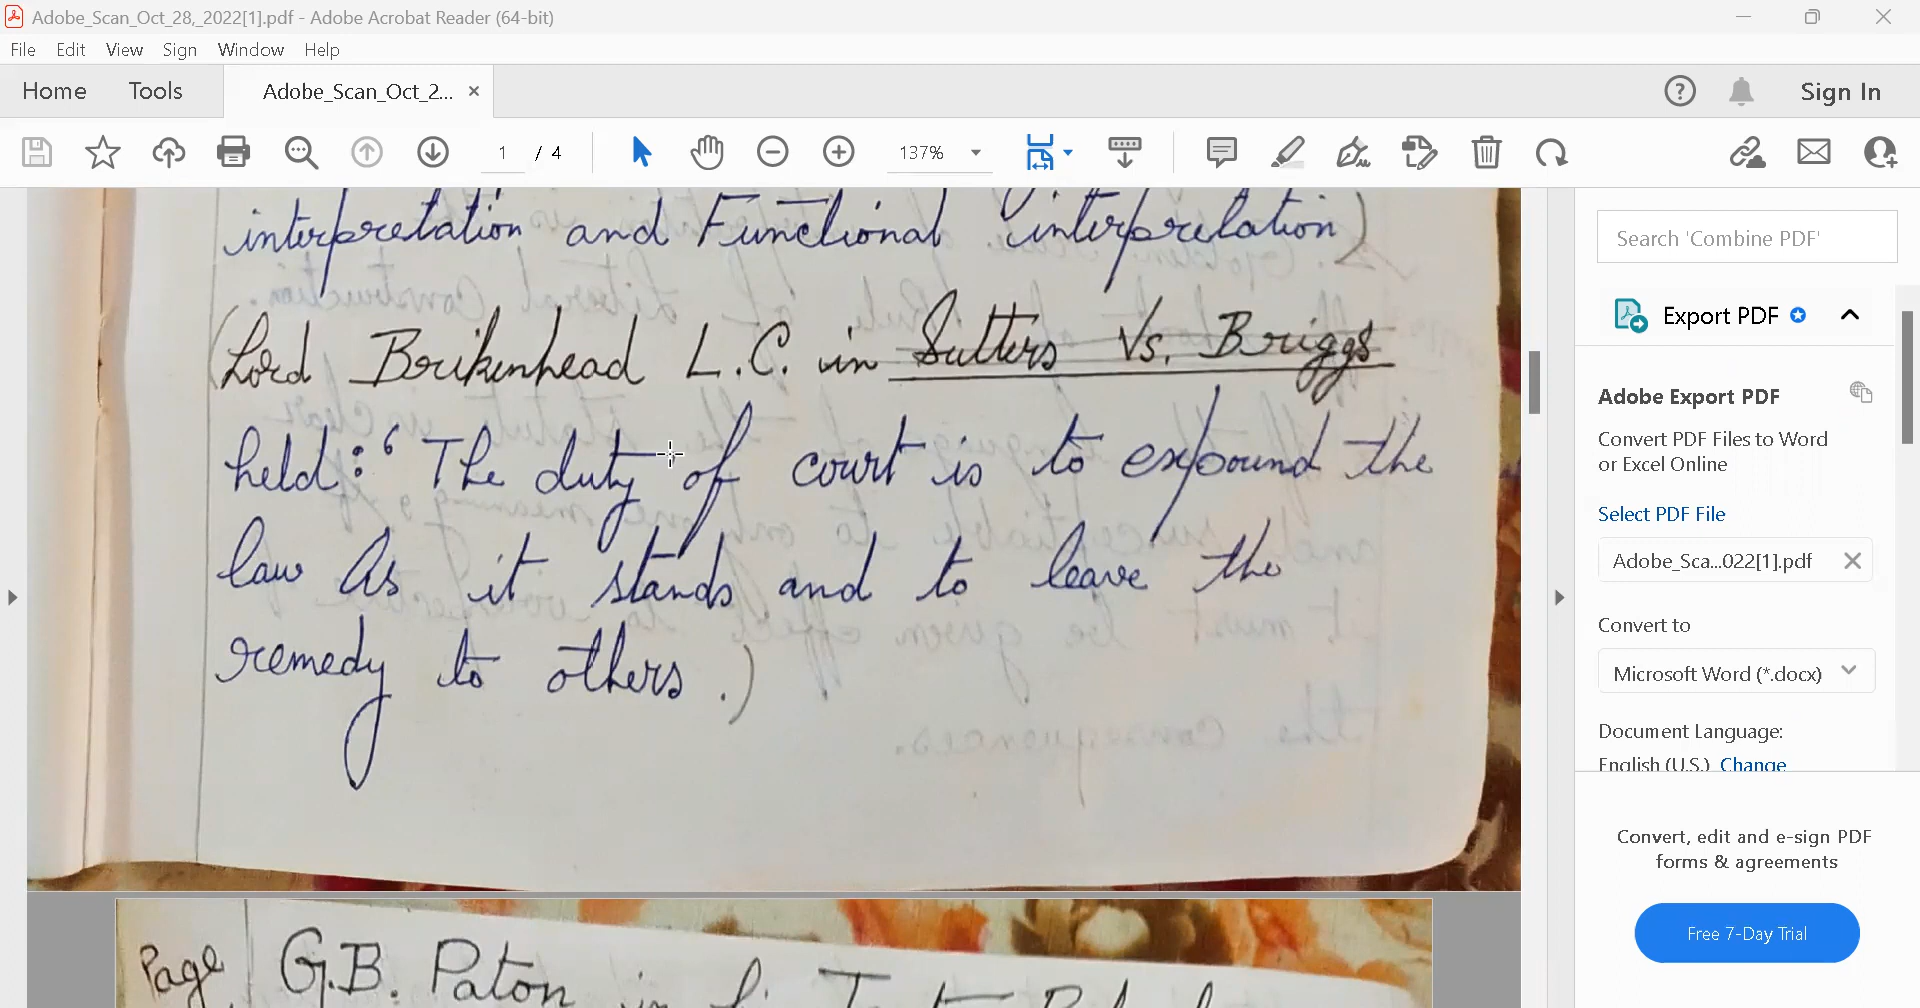 Adobe_Scan_Oct_28,_2022[1].pdf - Adobe Acrobat Reader (64-bit)
File Edit View Sign Window Help
Home Tools Adobe_Scan_Oct_2... × Sign In
1 / 4 137%
interpretation and Functional interpretation)
(Lord Brikenhead L.C. in Sutters Vs. Briggs
held: ‘ The duty of court is to expound the
law As it stands and to leave the
remedy to others .)
Page G.B. Paton in
Search 'Combine PDF'
Export PDF
Adobe Export PDF
Convert PDF Files to Word
or Excel Online
Select PDF File
Adobe_Sca...022[1].pdf
Convert to
Microsoft Word (*.docx)
Document Language:
English (U.S.) Change
Convert, edit and e-sign PDF
forms & agreements
Free 7-Day Trial